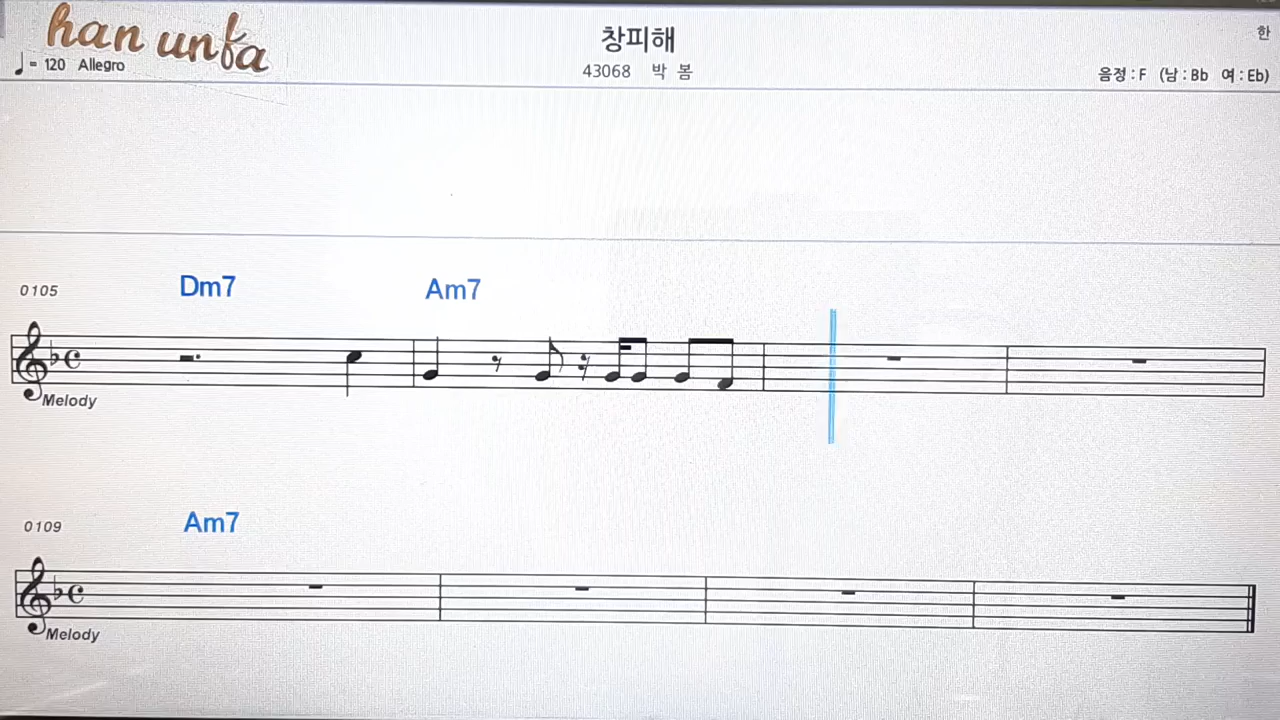 han unfa
♩= 120 Allegro
창피해
43068 박 봄
한
음정 : F (남 : Bb 여 : Eb)
0105
Dm7 Am7
Melody
0109
Am7
Melody